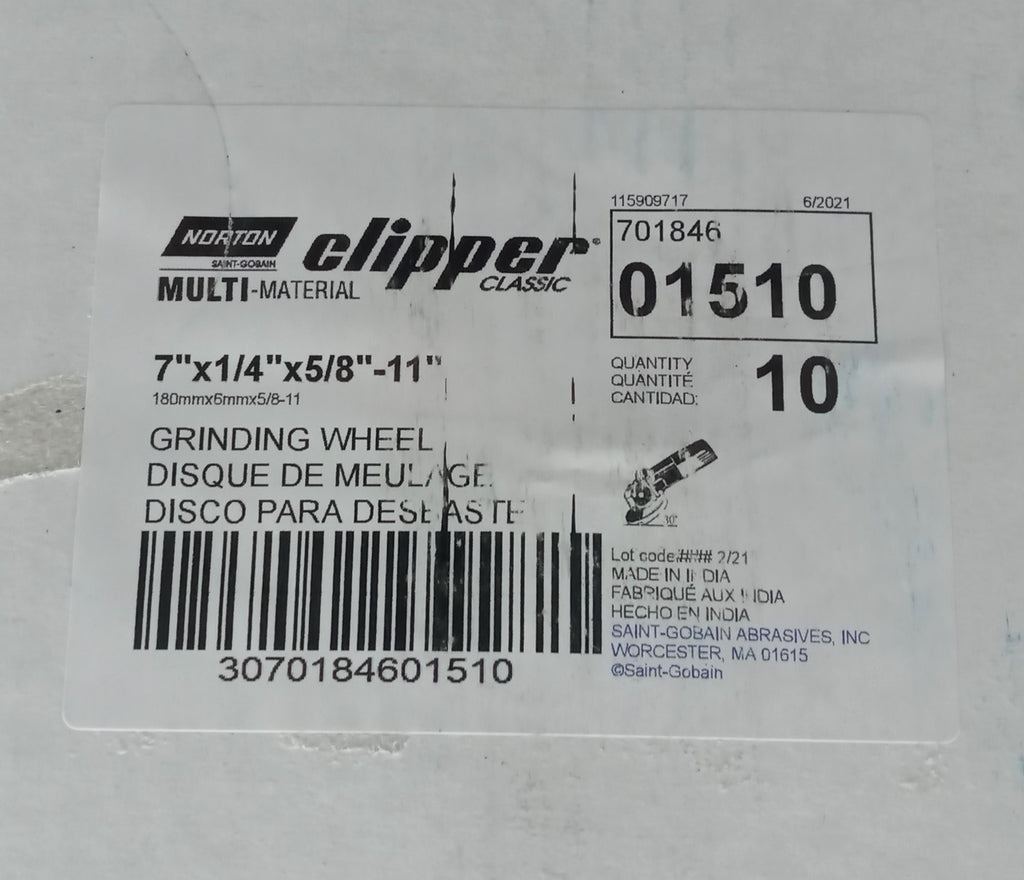 NORTON
SAINT-GOBAIN
clipper®
CLASSIC
MULTI-MATERIAL
7"x1/4"x5/8"-11"
180mmx6mmx5/8-11
GRINDING WHEEL
DISQUE DE MEULAGE
DISCO PARA DESBASTE
3070184601510
115909717 6/2021
701846
01510
QUANTITY
QUANTITÉ
CANTIDAD:
10
30°
Lot code:### 2/21
MADE IN INDIA
FABRIQUÉ AUX INDIA
HECHO EN INDIA
SAINT-GOBAIN ABRASIVES, INC
WORCESTER, MA 01615
©Saint-Gobain